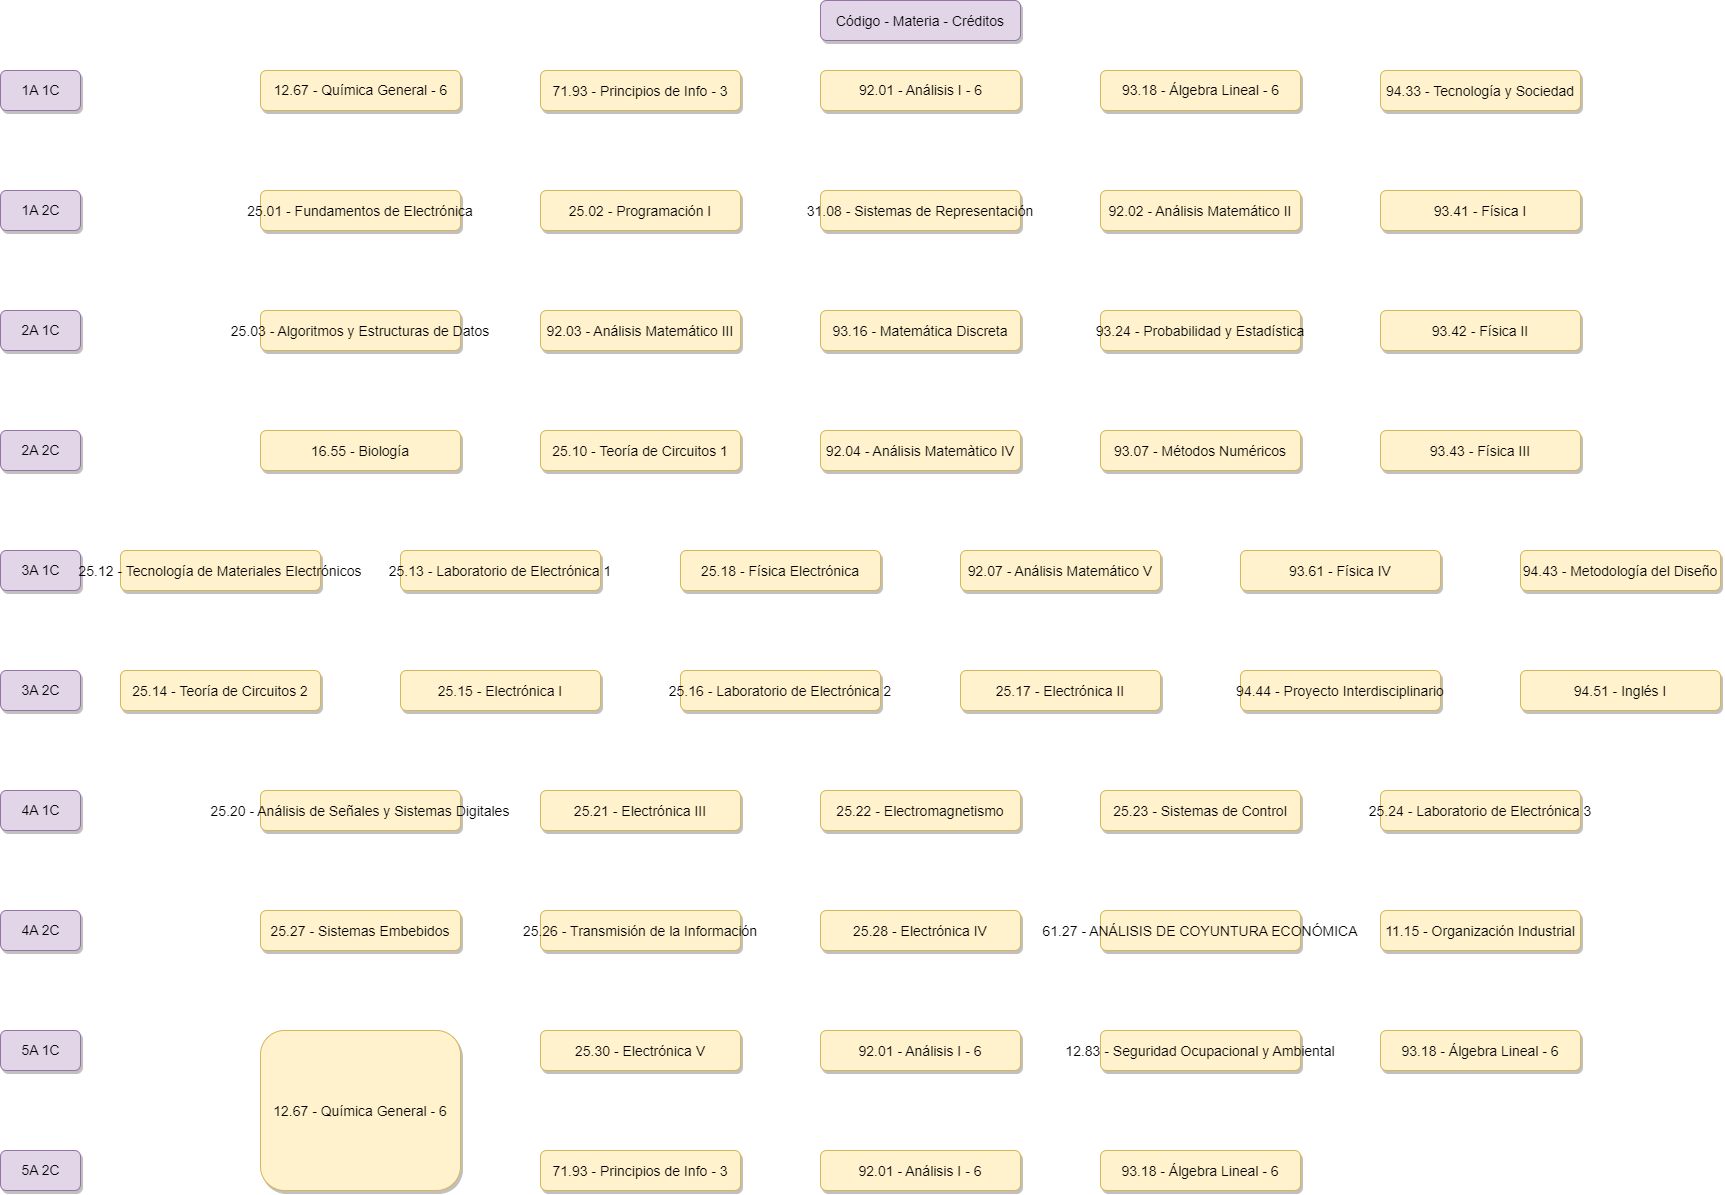 Código - Materia - Créditos
1A 1C
12.67 - Química General - 6
71.93 - Principios de Info - 3
92.01 - Análisis I - 6
93.18 - Álgebra Lineal - 6
94.33 - Tecnología y Sociedad
1A 2C
25.01 - Fundamentos de Electrónica
25.02 - Programación I
31.08 - Sistemas de Representación
92.02 - Análisis Matemático II
93.41 - Física I
2A 1C
25.03 - Algoritmos y Estructuras de Datos
92.03 - Análisis Matemático III
93.16 - Matemática Discreta
93.24 - Probabilidad y Estadística
93.42 - Física II
2A 2C
16.55 - Biología
25.10 - Teoría de Circuitos 1
92.04 - Análisis Matemàtico IV
93.07 - Métodos Numéricos
93.43 - Física III
3A 1C
25.12 - Tecnología de Materiales Electrónicos
25.13 - Laboratorio de Electrónica 1
25.18 - Física Electrónica
92.07 - Análisis Matemático V
93.61 - Física IV
94.43 - Metodología del Diseño
3A 2C
25.14 - Teoría de Circuitos 2
25.15 - Electrónica I
25.16 - Laboratorio de Electrónica 2
25.17 - Electrónica II
94.44 - Proyecto Interdisciplinario
94.51 - Inglés I
4A 1C
25.20 - Análisis de Señales y Sistemas Digitales
25.21 - Electrónica III
25.22 - Electromagnetismo
25.23 - Sistemas de Control
25.24 - Laboratorio de Electrónica 3
4A 2C
25.27 - Sistemas Embebidos
25.26 - Transmisión de la Información
25.28 - Electrónica IV
61.27 - ANÁLISIS DE COYUNTURA ECONÓMICA
11.15 - Organización Industrial
5A 1C
25.30 - Electrónica V
92.01 - Análisis I - 6
12.83 - Seguridad Ocupacional y Ambiental
93.18 - Álgebra Lineal - 6
12.67 - Química General - 6
5A 2C
71.93 - Principios de Info - 3
92.01 - Análisis I - 6
93.18 - Álgebra Lineal - 6